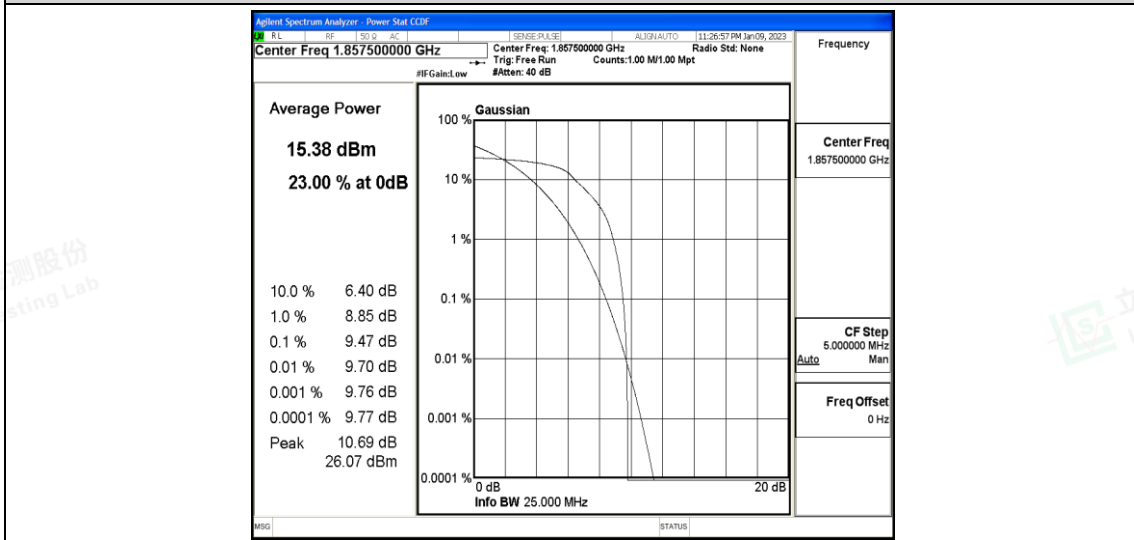 Agilent Spectrum Analyzer - Power Stat CCDF
RL RF 50 Ω AC SENSE:PULSE ALIGNAUTO 11:26:57 PM Jan 09, 2023
Center Freq 1.857500000 GHz
Center Freq: 1.857500000 GHz Radio Std: None
Trig: Free Run Counts:1.00 M/1.00 Mpt
#IFGain:Low #Atten: 40 dB
Frequency
Average Power
15.38 dBm
23.00 % at 0dB
10.0 % 6.40 dB
1.0 % 8.85 dB
0.1 % 9.47 dB
0.01 % 9.70 dB
0.001 % 9.76 dB
0.0001 % 9.77 dB
Peak 10.69 dB
26.07 dBm
Gaussian
100 %
10 %
1 %
0.1 %
0.01 %
0.001 %
0.0001 %
0 dB 20 dB
Info BW 25.000 MHz
Center Freq
1.857500000 GHz
CF Step
5.000000 MHz
Auto Man
Freq Offset
0 Hz
MSG STATUS
测股份
sting Lab